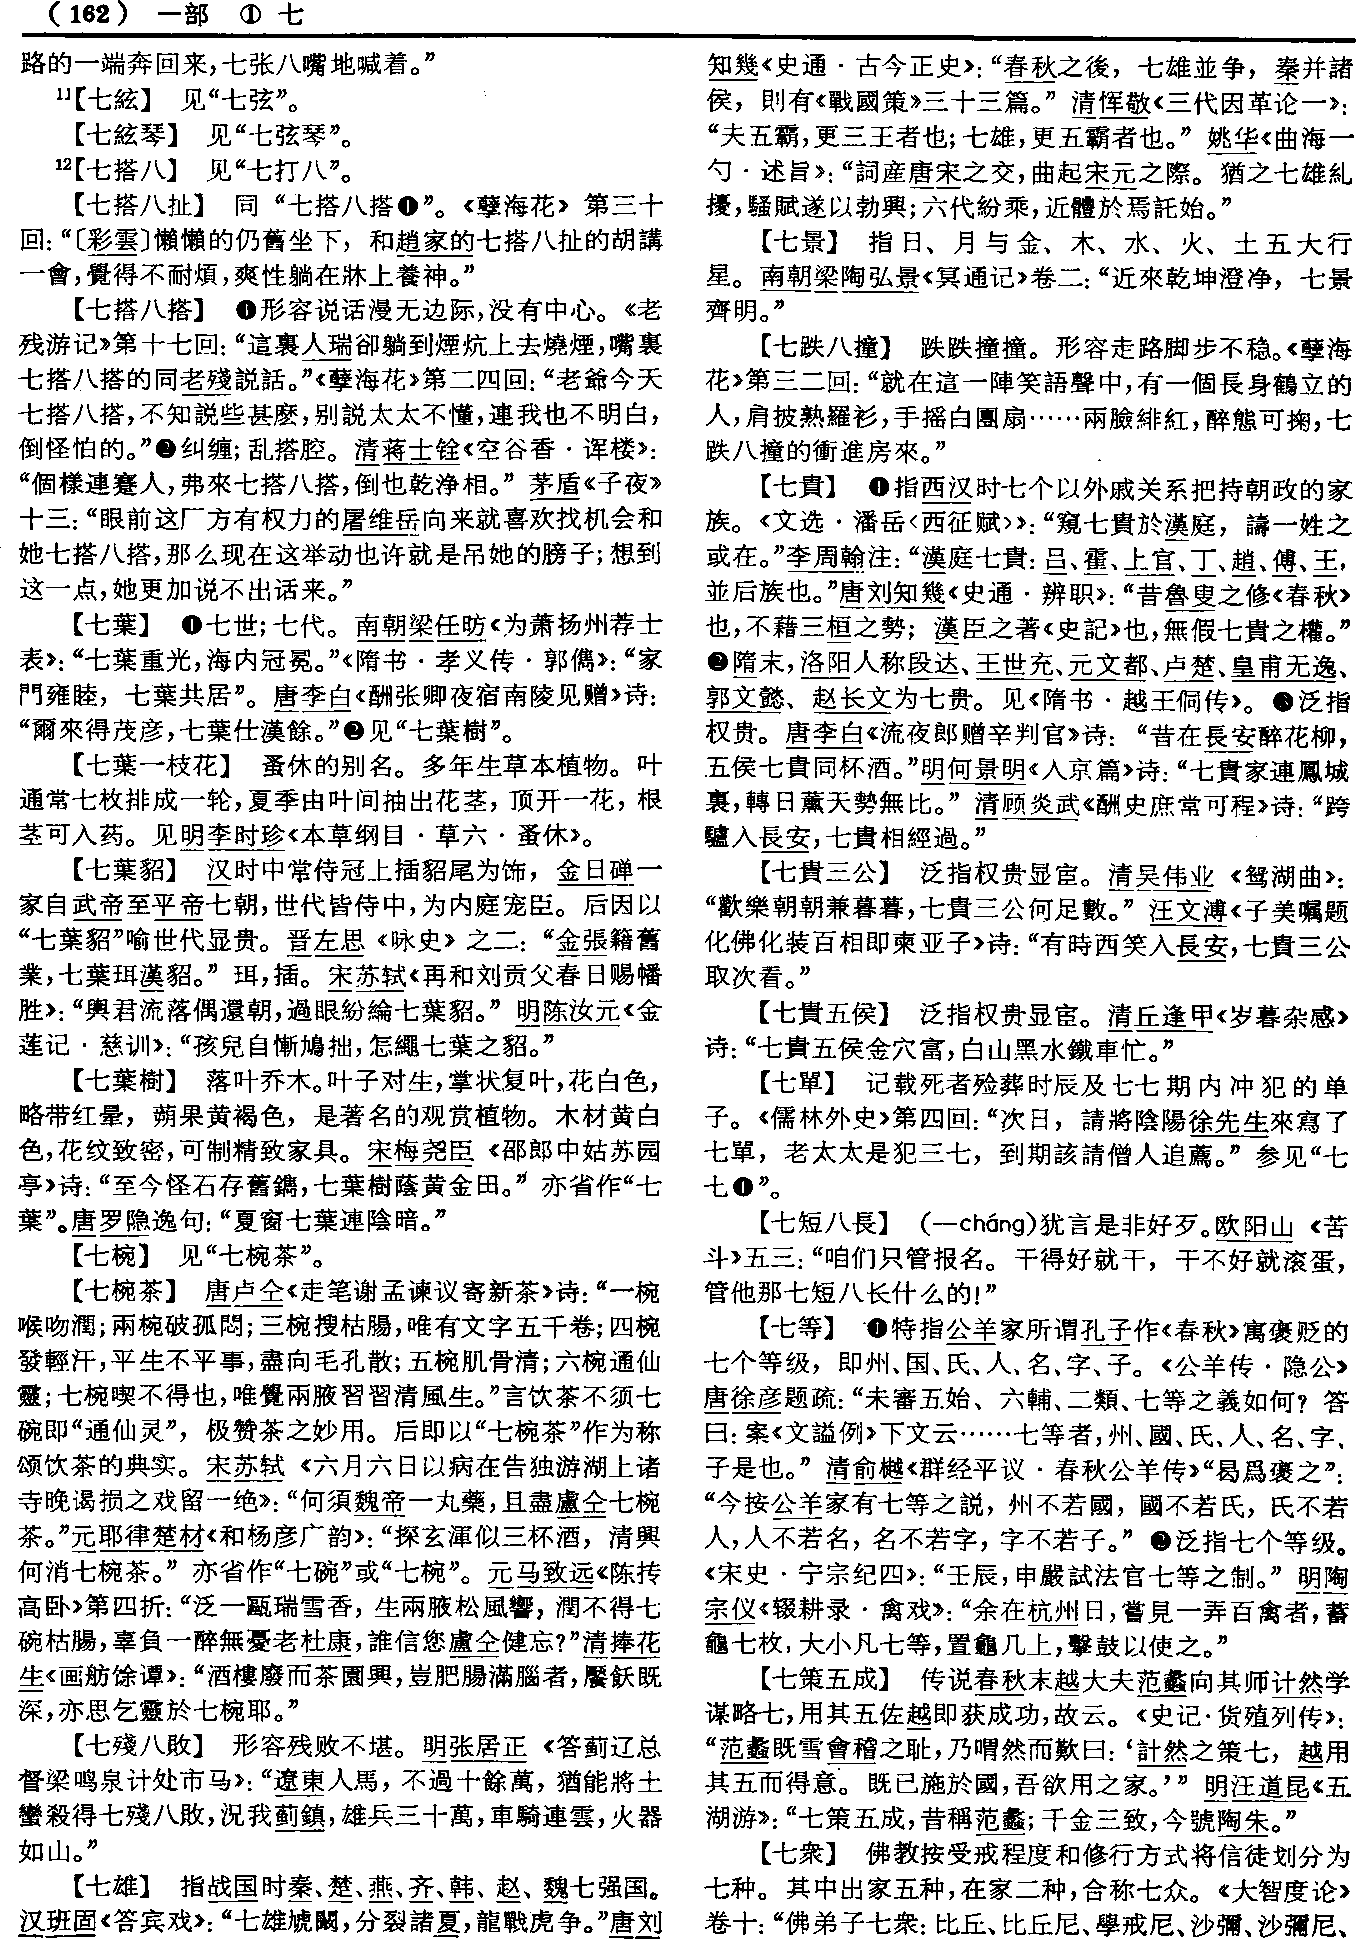 （162） 一部 ① 七
路的一端奔回来，七张八嘴地喊着。”
11【七絃】 见“七弦”。
【七絃琴】 见“七弦琴”。
12【七搭八】 见“七打八”。
【七搭八扯】 同“七搭八搭❶”。《孽海花》第三十
回：“〔彩雲〕懶懶的仍舊坐下，和趙家的七搭八扯的胡講
一會，覺得不耐煩，爽性躺在牀上養神。”
【七搭八搭】 ❶形容说话漫无边际，没有中心。《老
残游记》第十七回：“這裏人瑞卻躺到煙炕上去燒煙，嘴裏
七搭八搭的同老殘説話。”《孽海花》第二四回：“老爺今天
七搭八搭，不知説些甚麽，别説太太不懂，連我也不明白，
倒怪怕的。”❷纠缠；乱搭腔。清蒋士铨《空谷香·诨楼》：
“個樣連蹇人，弗來七搭八搭，倒也乾净相。” 茅盾《子夜》
十三：“眼前这厂方有权力的屠维岳向来就喜欢找机会和
她七搭八搭，那么现在这举动也许就是吊她的膀子；想到
这一点，她更加说不出话来。”
【七葉】 ❶七世；七代。南朝梁任昉《为萧扬州荐士
表》：“七葉重光，海内冠冕。”《隋书·孝义传·郭儁》：“家
門雍睦，七葉共居”。唐李白《酬张卿夜宿南陵见赠》诗：
“爾來得茂彦，七葉仕漢餘。”❷见“七葉樹”。
【七葉一枝花】 蚤休的别名。多年生草本植物。叶
通常七枚排成一轮，夏季由叶间抽出花茎，顶开一花，根
茎可入药。见明李时珍《本草纲目·草六·蚤休》。
【七葉貂】 汉时中常侍冠上插貂尾为饰，金日磾一
家自武帝至平帝七朝，世代皆侍中，为内庭宠臣。后因以
“七葉貂”喻世代显贵。晋左思《咏史》之二：“金張籍舊
業，七葉珥漢貂。” 珥，插。宋苏轼《再和刘贡父春日赐幡
胜》：“輿君流落偶還朝，過眼紛綸七葉貂。” 明陈汝元《金
莲记·慈训》：“孩兒自慚鳩拙，怎繩七葉之貂。”
【七葉樹】 落叶乔木。叶子对生，掌状复叶，花白色，
略带红晕，蒴果黄褐色，是著名的观赏植物。木材黄白
色，花纹致密，可制精致家具。宋梅尧臣《邵郎中姑苏园
亭》诗：“至今怪石存舊鐫，七葉樹蔭黄金田。”亦省作“七
葉”。唐罗隐逸句：“夏窗七葉連陰暗。”
【七椀】 见“七椀茶”。
【七椀茶】 唐卢仝《走笔谢孟谏议寄新茶》诗：“一椀
喉吻潤；兩椀破孤悶；三椀搜枯腸，唯有文字五千卷；四椀
發輕汗，平生不平事，盡向毛孔散；五椀肌骨清；六椀通仙
靈；七椀喫不得也，唯覺兩腋習習清風生。”言饮茶不须七
碗即“通仙灵”，极赞茶之妙用。后即以“七椀茶”作为称
颂饮茶的典实。宋苏轼《六月六日以病在告独游湖上诸
寺晚谒损之戏留一绝》：“何須魏帝一丸藥，且盡盧仝七椀
茶。”元耶律楚材《和杨彦广韵》：“探玄渾似三杯酒，清興
何消七椀茶。” 亦省作“七碗”或“七椀”。元马致远《陈抟
高卧》第四折：“泛一甌瑞雪香，生兩腋松風響，潤不得七
碗枯腸，辜負一醉無憂老杜康，誰信您盧仝健忘？”清捧花
生《画舫馀谭》：“酒樓廢而茶園興，豈肥腸滿腦者，饜飫既
深，亦思乞靈於七椀耶。”
【七殘八敗】 形容残败不堪。明张居正《答蓟辽总
督梁鸣泉计处市马》：“遼東人馬，不過十餘萬，猶能將土
蠻殺得七殘八敗，況我薊鎮，雄兵三十萬，車騎連雲，火器
如山。”
【七雄】 指战国时秦、楚、燕、齐、韩、赵、魏七强国。
汉班固《答宾戏》：“七雄虓闞，分裂諸夏，龍戰虎争。”唐刘
知幾《史通·古今正史》：“春秋之後，七雄並争，秦并諸
侯，則有《戰國策》三十三篇。” 清恽敬《三代因革论一》：
“夫五霸，更三王者也；七雄，更五霸者也。” 姚华《曲海一
勺·述旨》：“詞産唐宋之交，曲起宋元之際。猶之七雄糺
擾，騷賦遂以勃興；六代紛乘，近體於焉託始。”
【七景】 指日、月与金、木、水、火、土五大行
星。南朝梁陶弘景《冥通记》卷二：“近來乾坤澄净，七景
齊明。”
【七跌八撞】 跌跌撞撞。形容走路脚步不稳。《孽海
花》第三二回：“就在這一陣笑語聲中，有一個長身鶴立的
人，肩披熟羅衫，手摇白團扇……兩臉緋紅，醉態可掬，七
跌八撞的衝進房來。”
【七貴】 ❶指西汉时七个以外戚关系把持朝政的家
族。《文选·潘岳〈西征赋〉》：“窺七貴於漢庭，譸一姓之
或在。”李周翰注：“漢庭七貴：吕、霍、上官、丁、趙、傅、王，
並后族也。”唐刘知幾《史通·辨职》：“昔魯叟之修《春秋》
也，不藉三桓之勢；漢臣之著《史記》也，無假七貴之權。”
❷隋末，洛阳人称段达、王世充、元文都、卢楚、皇甫无逸、
郭文懿、赵长文为七贵。见《隋书·越王侗传》。❸泛指
权贵。唐李白《流夜郎赠辛判官》诗：“昔在長安醉花柳，
五侯七貴同杯酒。”明何景明《入京篇》诗：“七貴家連鳳城
裏，轉日薰天勢無比。” 清顾炎武《酬史庶常可程》诗：“跨
驢入長安，七貴相經過。”
【七貴三公】 泛指权贵显宦。清吴伟业《鸳湖曲》：
“歡樂朝朝兼暮暮，七貴三公何足數。” 汪文溥《子美嘱题
化佛化装百相即柬亚子》诗：“有時西笑入長安，七貴三公
取次看。”
【七貴五侯】 泛指权贵显宦。清丘逢甲《岁暮杂感》
诗：“七貴五侯金穴富，白山黑水鐵車忙。”
【七單】 记载死者殓葬时辰及七七期内冲犯的单
子。《儒林外史》第四回：“次日，請將陰陽徐先生來寫了
七單，老太太是犯三七，到期該請僧人追薦。” 参见“七
七❶”。
【七短八長】 （—cháng）犹言是非好歹。欧阳山《苦
斗》五三：“咱们只管报名。干得好就干，干不好就滚蛋，
管他那七短八长什么的！”
【七等】 ❶特指公羊家所谓孔子作《春秋》寓褒贬的
七个等级，即州、国、氏、人、名、字、子。《公羊传·隐公》
唐徐彦题疏：“未審五始、六輔、二類、七等之義如何？答
曰：案《文謚例》下文云……七等者，州、國、氏、人、名、字、
子是也。” 清俞樾《群经平议·春秋公羊传》“曷爲褒之”：
“今按公羊家有七等之説，州不若國，國不若氏，氏不若
人，人不若名，名不若字，字不若子。” ❷泛指七个等级。
《宋史·宁宗纪四》：“壬辰，申嚴試法官七等之制。” 明陶
宗仪《辍耕录·禽戏》：“余在杭州日，嘗見一弄百禽者，蓄
龜七枚，大小凡七等，置龜几上，擊鼓以使之。”
【七策五成】 传说春秋末越大夫范蠡向其师计然学
谋略七，用其五佐越即获成功，故云。《史记·货殖列传》：
“范蠡既雪會稽之耻，乃喟然而歎曰：‘計然之策七，越用
其五而得意。既已施於國，吾欲用之家。’” 明汪道昆《五
湖游》：“七策五成，昔稱范蠡；千金三致，今號陶朱。”
【七衆】 佛教按受戒程度和修行方式将信徒划分为
七种。其中出家五种，在家二种，合称七众。《大智度论》
卷十：“佛弟子七衆：比丘、比丘尼、學戒尼、沙彌、沙彌尼、